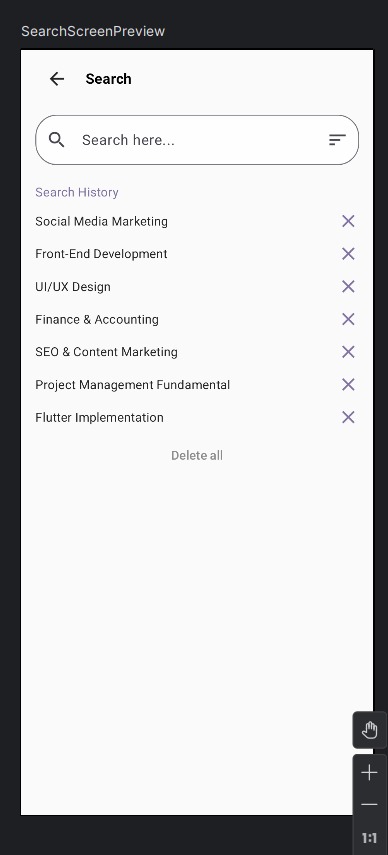 SearchScreenPreview
Search
Search here...
Search History
Social Media Marketing
Front-End Development
UI/UX Design
Finance & Accounting
SEO & Content Marketing
Project Management Fundamental
Flutter Implementation
Delete all
1:1